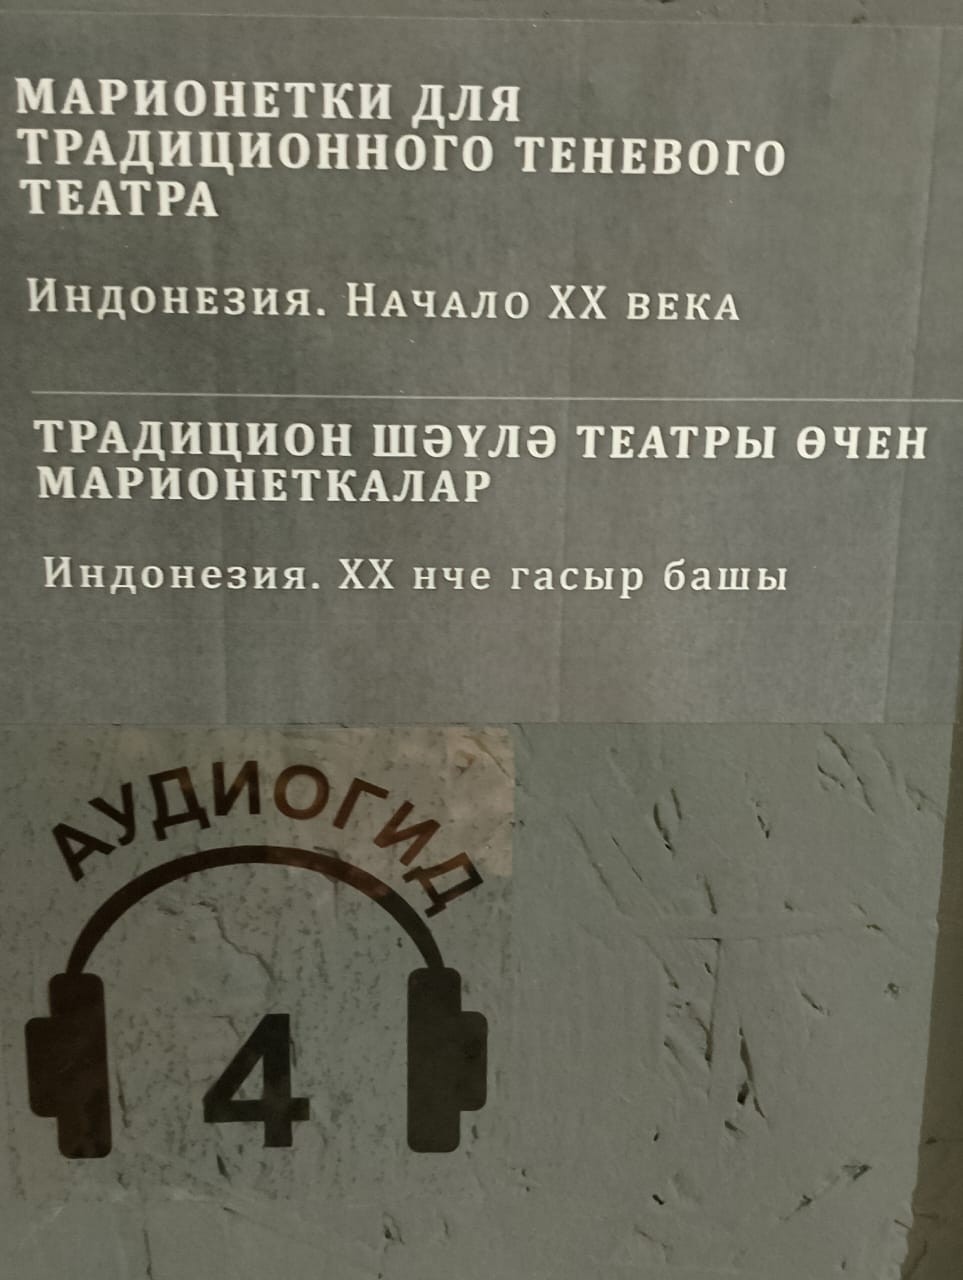 МАРИОНЕТКИ ДЛЯ
ТРАДИЦИОННОГО ТЕНЕВОГО
ТЕАТРА
Индонезия. Начало XX века
ТРАДИЦИОН ШӘҮЛӘ ТЕАТРЫ ӨЧЕН
МАРИОНЕТКАЛАР
Индонезия. XX нче гасыр башы
АУДИОГИД
4